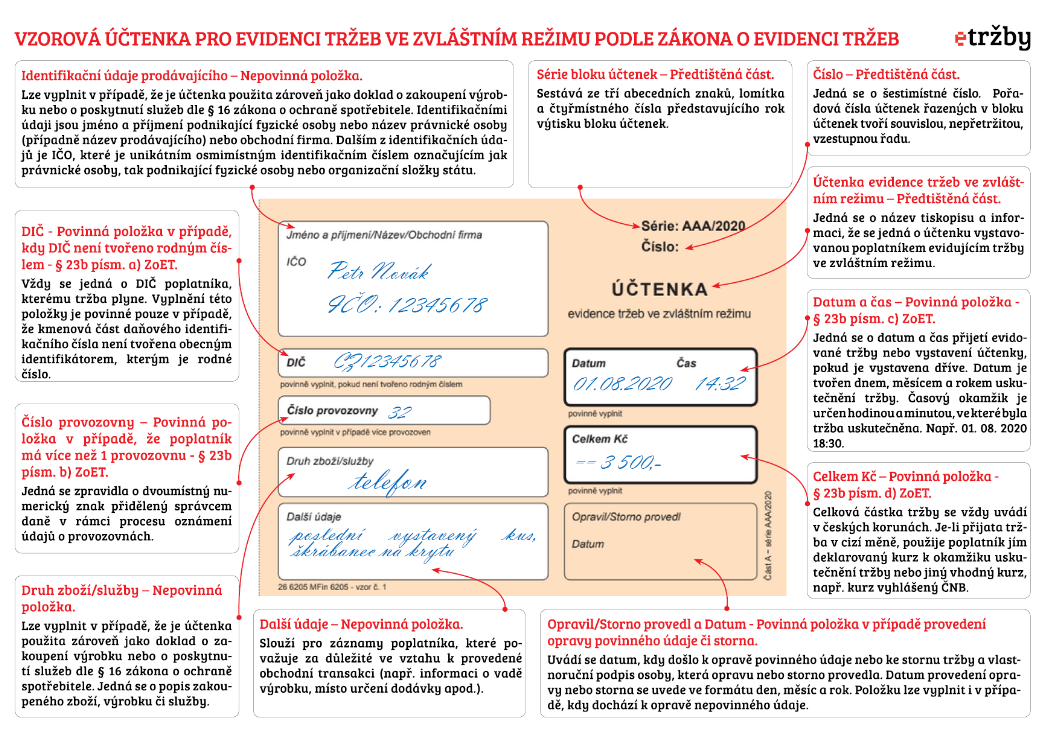 VZOROVÁ ÚČTENKA PRO EVIDENCI TRŽEB VE ZVLÁŠTNÍM REŽIMU PODLE ZÁKONA O EVIDENCI TRŽEB
etržby
Identifikační údaje prodávajícího – Nepovinná položka.
Lze vyplnit v případě, že je účtenka použita zároveň jako doklad o zakoupení výrob-
ku nebo o poskytnutí služeb dle § 16 zákona o ochraně spotřebitele. Identifikačními
údaji jsou jméno a příjmení podnikající fyzické osoby nebo název právnické osoby
(případně název prodávajícího) nebo obchodní firma. Dalším z identifikačních úda-
jů je IČO, které je unikátním osmimístným identifikačním číslem označujícím jak
právnické osoby, tak podnikající fyzické osoby nebo organizační složky státu.
Série bloku účtenek – Předtištěná část.
Sestává ze tří abecedních znaků, lomítka
a čtyřmístného čísla představujícího rok
výtisku bloku účtenek.
Číslo – Předtištěná část.
Jedná se o šestimístné číslo. Pořa-
dová čísla účtenek řazených v bloku
účtenek tvoří souvislou, nepřetržitou,
vzestupnou řadu.
Účtenka evidence tržeb ve zvlášt-
ním režimu – Předtištěná část.
Jedná se o název tiskopisu a infor-
maci, že se jedná o účtenku vystavo-
vanou poplatníkem evidujícím tržby
ve zvláštním režimu.
DIČ - Povinná položka v případě,
kdy DIČ není tvořeno rodným čís-
lem - § 23b písm. a) ZoET.
Vždy se jedná o DIČ poplatníka,
kterému tržba plyne. Vyplnění této
položky je povinné pouze v případě,
že kmenová část daňového identifi-
kačního čísla není tvořena obecným
identifikátorem, kterým je rodné
číslo.
Jméno a příjmení/Název/Obchodní firma
IČO
Petr Novák
IČO: 12345678
Série: AAA/2020
Číslo:
ÚČTENKA
evidence tržeb ve zvláštním režimu
DIČ CZ12345678
povinně vyplnit, pokud není tvořeno rodným číslem
Číslo provozovny 32
povinně vyplnit v případě více provozoven
Datum Čas
01.08.2020 14:32
povinně vyplnit
Celkem Kč
== 3 500,-
povinně vyplnit
Druh zboží/služby
telefon
Další údaje
poslední vystavený kus,
škrábanec na krytu
Opravil/Storno provedl
Datum
26 6205 MFin 6205 - vzor č. 1
Část A – série AAA/2020
Datum a čas – Povinná položka -
§ 23b písm. c) ZoET.
Jedná se o datum a čas přijetí evido-
vané tržby nebo vystavení účtenky,
pokud je vystavena dříve. Datum je
tvořen dnem, měsícem a rokem usku-
tečnění tržby. Časový okamžik je
určen hodinou a minutou, ve které byla
tržba uskutečněna. Např. 01. 08. 2020
18:30.
Číslo provozovny – Povinná po-
ložka v případě, že poplatník
má více než 1 provozovnu - § 23b
písm. b) ZoET.
Jedná se zpravidla o dvoumístný nu-
merický znak přidělený správcem
daně v rámci procesu oznámení
údajů o provozovnách.
Celkem Kč – Povinná položka -
§ 23b písm. d) ZoET.
Celková částka tržby se vždy uvádí
v českých korunách. Je-li přijata trž-
ba v cizí měně, použije poplatník jím
deklarovaný kurz k okamžiku usku-
tečnění tržby nebo jiný vhodný kurz,
např. kurz vyhlášený ČNB.
Druh zboží/služby – Nepovinná
položka.
Lze vyplnit v případě, že je účtenka
použita zároveň jako doklad o za-
koupení výrobku nebo o poskytnu-
tí služeb dle § 16 zákona o ochraně
spotřebitele. Jedná se o popis zakou-
peného zboží, výrobku či služby.
Další údaje – Nepovinná položka.
Slouží pro záznamy poplatníka, které po-
važuje za důležité ve vztahu k provedené
obchodní transakci (např. informaci o vadě
výrobku, místo určení dodávky apod.).
Opravil/Storno provedl a Datum - Povinná položka v případě provedení
opravy povinného údaje či storna.
Uvádí se datum, kdy došlo k opravě povinného údaje nebo ke stornu tržby a vlast-
noruční podpis osoby, která opravu nebo storno provedla. Datum provedení opra-
vy nebo storna se uvede ve formátu den, měsíc a rok. Položku lze vyplnit i v přípa-
dě, kdy dochází k opravě nepovinného údaje.